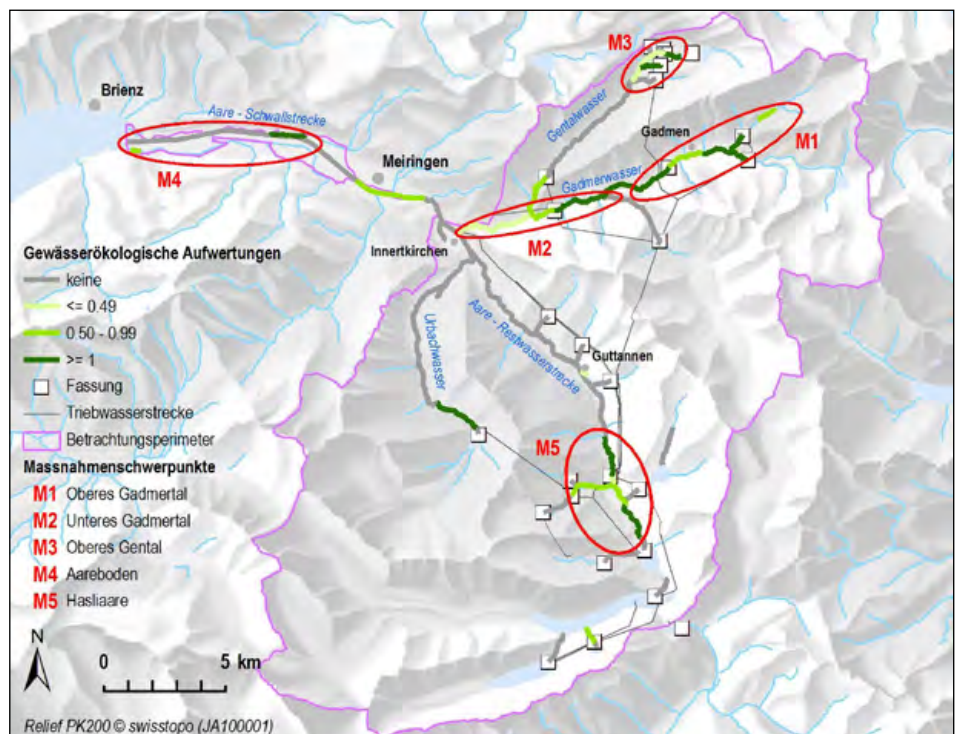 M3
Brienz
Aare - Schwallstrecke
Gentalwasser
Gadmen
M1
Meiringen
M4
Gadmerwasser
M2
Innertkirchen
Gewässerökologische Aufwertungen
keine
<= 0.49
0.50 - 0.99
>= 1
Fassung
Triebwasserstrecke
Betrachtungsperimeter
Urbachwasser
Aare - Restwasserstrecke
Guttannen
M5
Massnahmenschwerpunkte
M1 Oberes Gadmertal
M2 Unteres Gadmertal
M3 Oberes Gental
M4 Aareboden
M5 Hasliaare
N
0 5 km
Relief PK200 © swisstopo (JA100001)